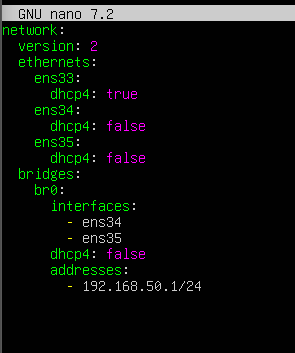 GNU nano 7.2
network:
  version: 2
  ethernets:
    ens33:
      dhcp4: true
    ens34:
      dhcp4: false
    ens35:
      dhcp4: false
  bridges:
    br0:
      interfaces:
        - ens34
        - ens35
      dhcp4: false
      addresses:
        - 192.168.50.1/24